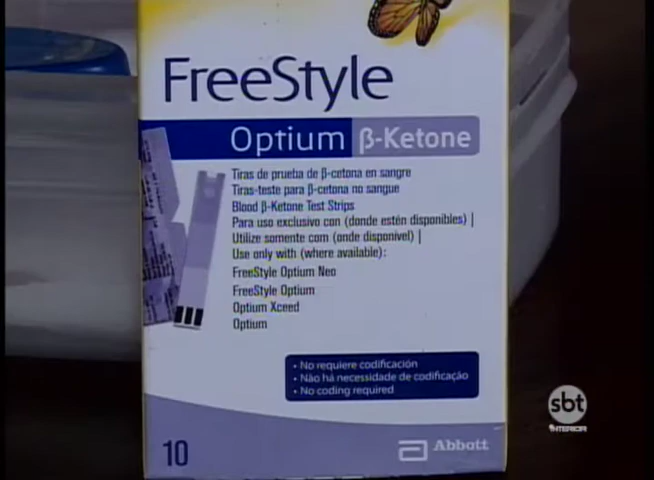 FreeStyle
Optium β-Ketone
Tiras de prueba de β-cetona en sangre
Tiras-teste para β-cetona no sangue
Blood β-Ketone Test Strips
Para uso exclusivo con (donde estén disponibles) |
Utilize somente com (onde disponível) |
Use only with (where available):
FreeStyle Optium Neo
FreeStyle Optium
Optium Xceed
Optium
• No requiere codificación
• Não há necessidade de codificação
• No coding required
10
Abbott
sbt
INTERIOR